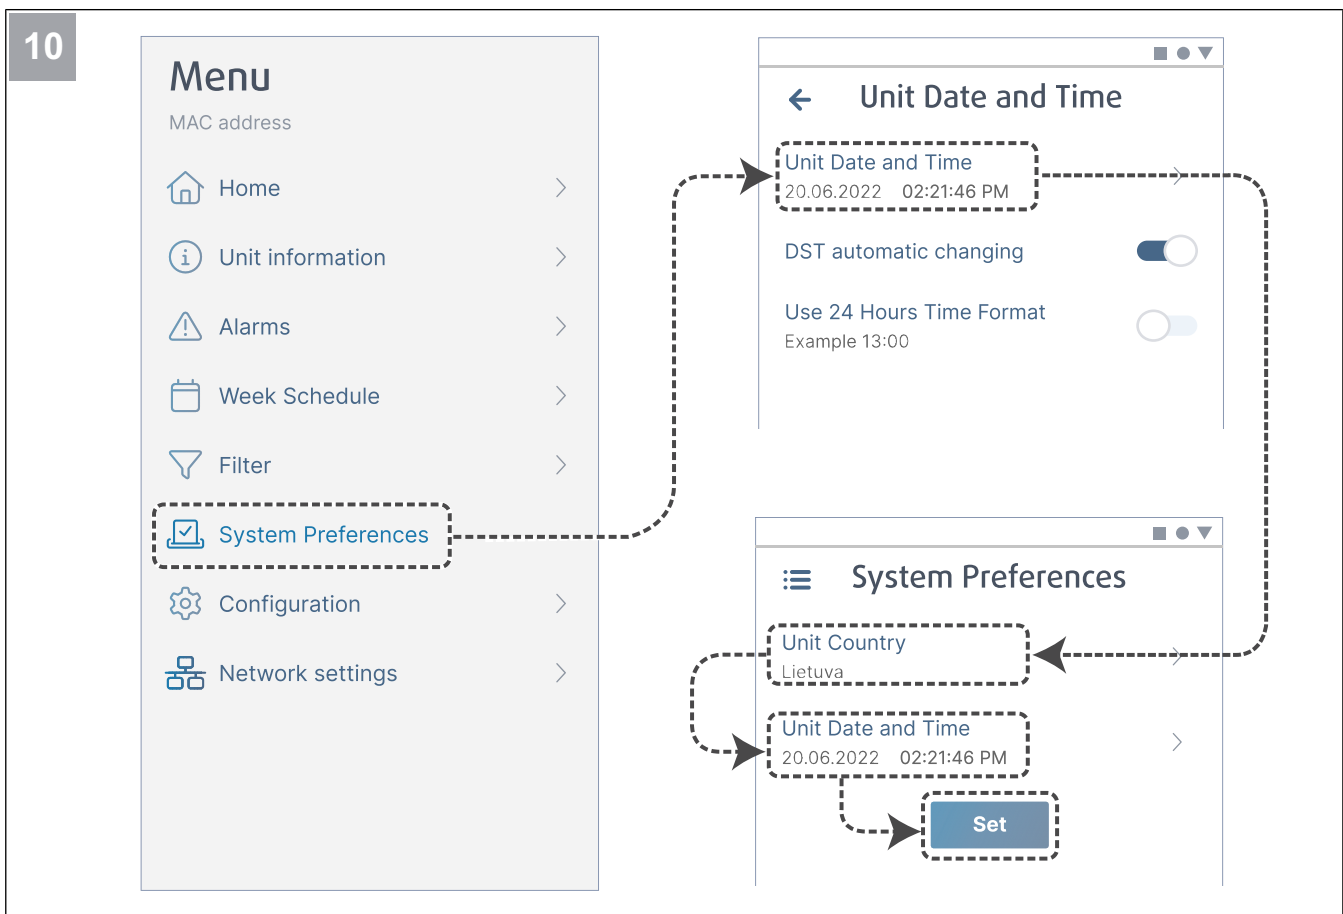 10
Menu
MAC address
Home
Unit information
Alarms
Week Schedule
Filter
System Preferences
Configuration
Network settings
Unit Date and Time
Unit Date and Time
20.06.2022 02:21:46 PM
DST automatic changing
Use 24 Hours Time Format
Example 13:00
System Preferences
Unit Country
Lietuva
Unit Date and Time
20.06.2022 02:21:46 PM
Set